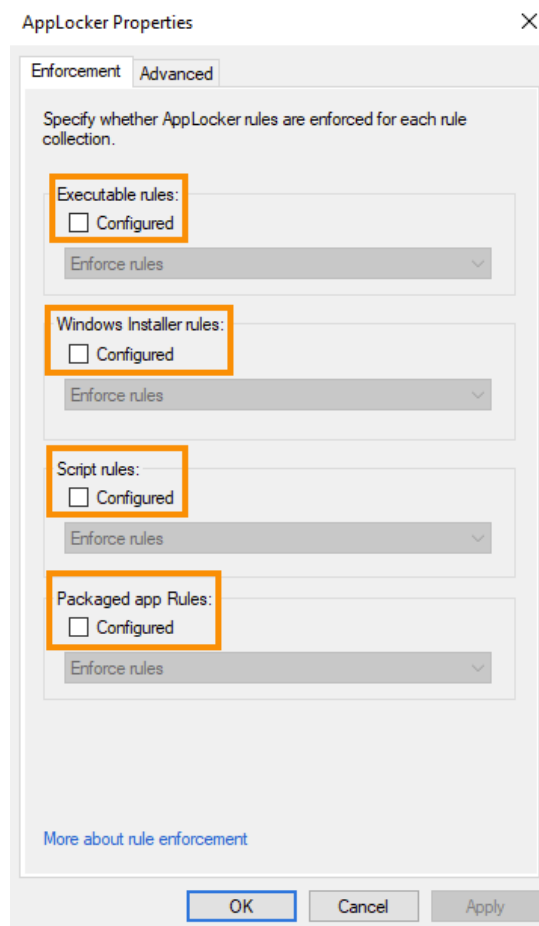 AppLocker Properties
Enforcement
Advanced
Specify whether AppLocker rules are enforced for each rule
collection.
Executable rules:
Configured
Enforce rules
Windows Installer rules:
Configured
Enforce rules
Script rules:
Configured
Enforce rules
Packaged app Rules:
Configured
Enforce rules
More about rule enforcement
OK
Cancel
Apply